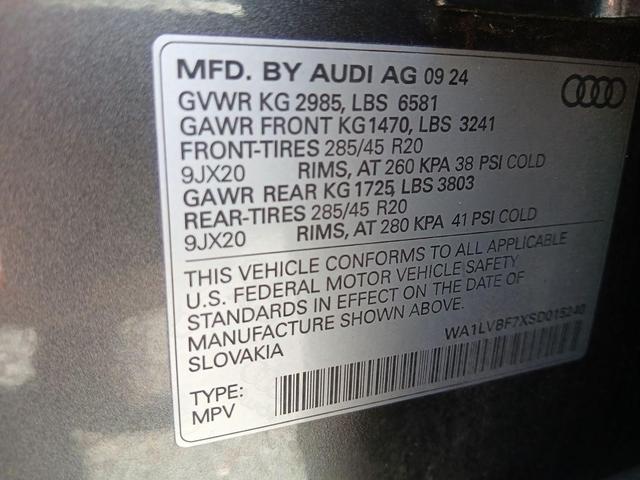 MFD. BY AUDI AG 09 24
GVWR KG 2985, LBS 6581
GAWR FRONT KG1470, LBS 3241
FRONT-TIRES 285/45 R20
9JX20 RIMS, AT 260 KPA 38 PSI COLD
GAWR REAR KG 1725, LBS 3803
REAR-TIRES 285/45 R20
9JX20 RIMS, AT 280 KPA 41 PSI COLD
THIS VEHICLE CONFORMS TO ALL APPLICABLE
U.S. FEDERAL MOTOR VEHICLE SAFETY
STANDARDS IN EFFECT ON THE DATE OF
MANUFACTURE SHOWN ABOVE.
SLOVAKIA
WA1LVBF7XSD015240
TYPE:
MPV